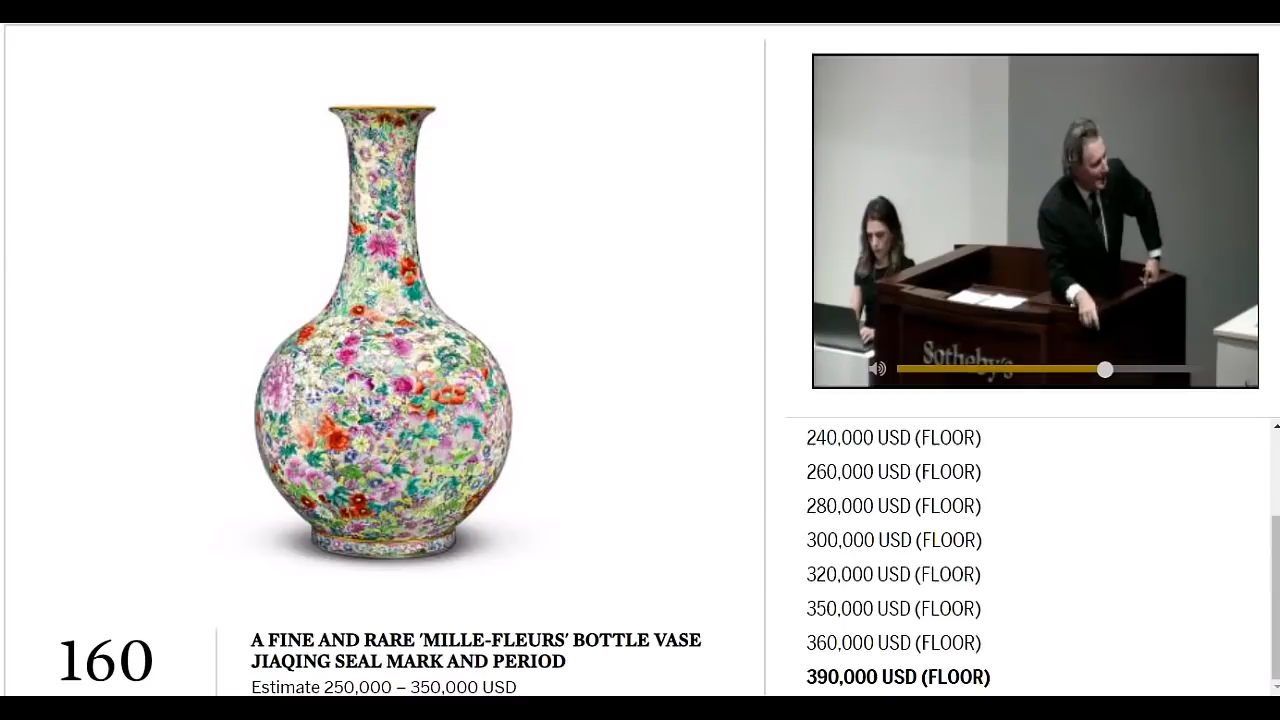 Sotheby's
240,000 USD (FLOOR)
260,000 USD (FLOOR)
280,000 USD (FLOOR)
300,000 USD (FLOOR)
320,000 USD (FLOOR)
350,000 USD (FLOOR)
360,000 USD (FLOOR)
390,000 USD (FLOOR)
160
A FINE AND RARE 'MILLE-FLEURS' BOTTLE VASE
JIAQING SEAL MARK AND PERIOD
Estimate 250,000 – 350,000 USD